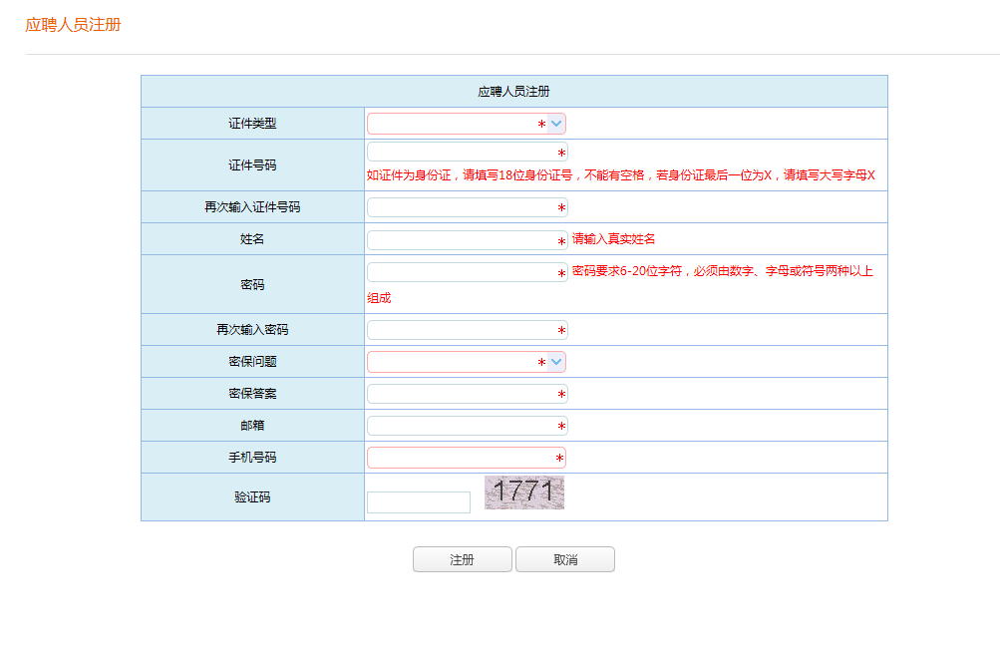 应聘人员注册
应聘人员注册
证件类型 *
证件号码 *
如证件为身份证，请填写18位身份证号，不能有空格，若身份证最后一位为X，请填写大写字母X
再次输入证件号码 *
姓名 * 请输入真实姓名
密码 * 密码要求6-20位字符，必须由数字、字母或符号两种以上
组成
再次输入密码 *
密保问题 *
密保答案 *
邮箱 *
手机号码 *
验证码 1771
注册 取消